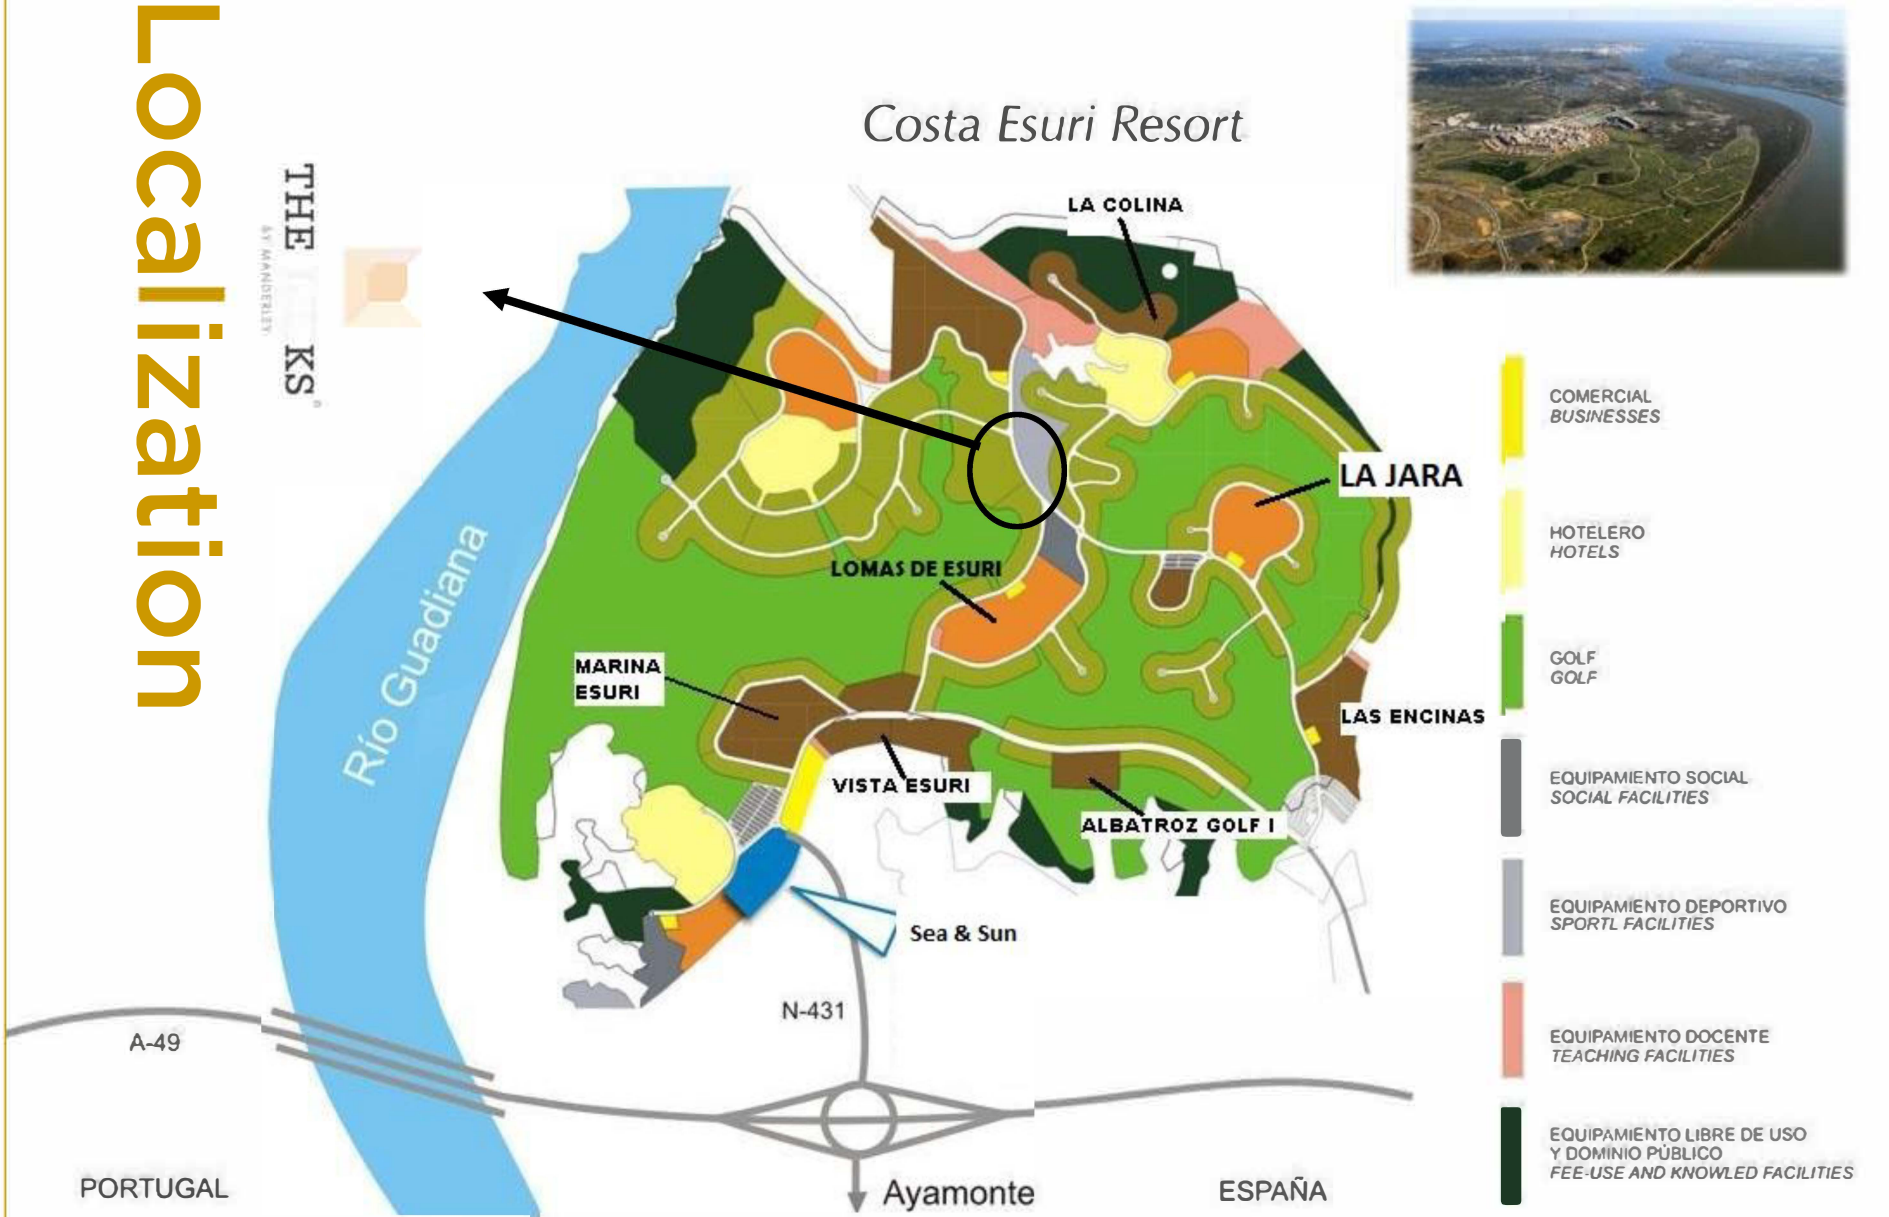 Localization
Costa Esuri Resort
THE
KS
BY MANDERLEY
LA COLINA
LA JARA
LOMAS DE ESURI
MARINA
ESURI
LAS ENCINAS
VISTA ESURI
ALBATROZ GOLF I
Sea & Sun
Río Guadiana
N-431
A-49
PORTUGAL
Ayamonte
ESPAÑA
COMERCIAL
BUSINESSES
HOTELERO
HOTELS
GOLF
GOLF
EQUIPAMIENTO SOCIAL
SOCIAL FACILITIES
EQUIPAMIENTO DEPORTIVO
SPORTL FACILITIES
EQUIPAMIENTO DOCENTE
TEACHING FACILITIES
EQUIPAMIENTO LIBRE DE USO
Y DOMINIO PÚBLICO
FEE-USE AND KNOWLED FACILITIES